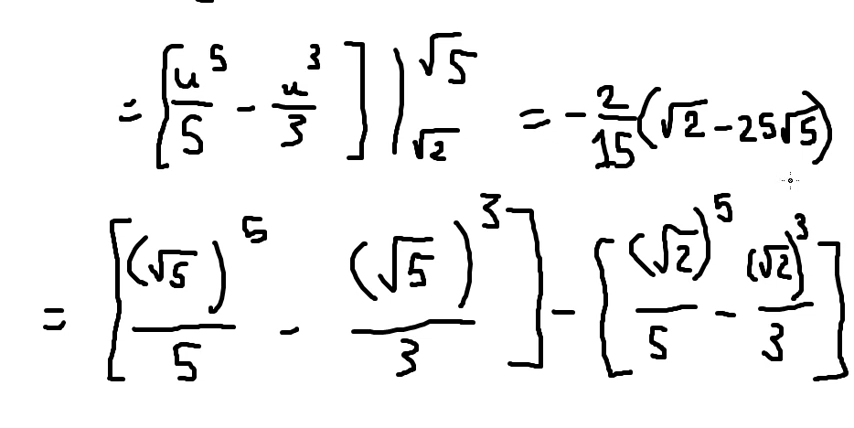 = [u^5/5 - u^3/3] |_{√2}^{√5} = -2/15(√2 - 25√5)
= [(√5)^5/5 - (√5)^3/3] - [(√2)^5/5 - (√2)^3/3]